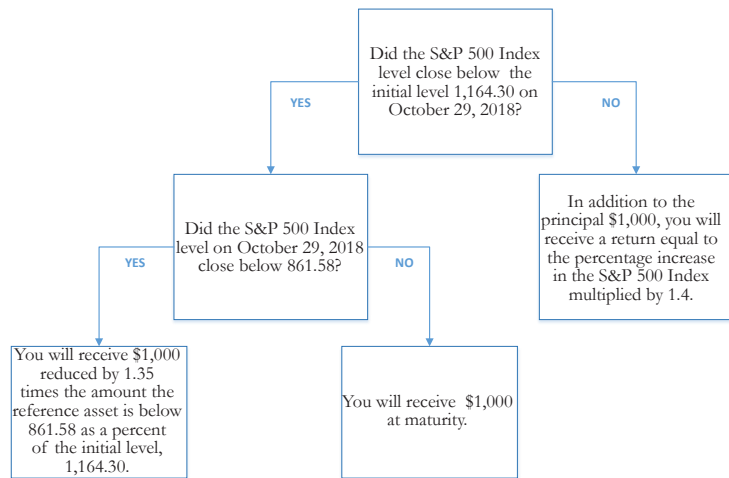 Did the S&P 500 Index
level close below the
initial level 1,164.30 on
October 29, 2018?
YES
NO
Did the S&P 500 Index
level on October 29, 2018
close below 861.58?
In addition to the
principal $1,000, you will
receive a return equal to
the percentage increase
in the S&P 500 Index
multiplied by 1.4.
YES
NO
You will receive $1,000
reduced by 1.35
times the amount the
reference asset is below
861.58 as a percent
of the initial level,
1,164.30.
You will receive $1,000
at maturity.